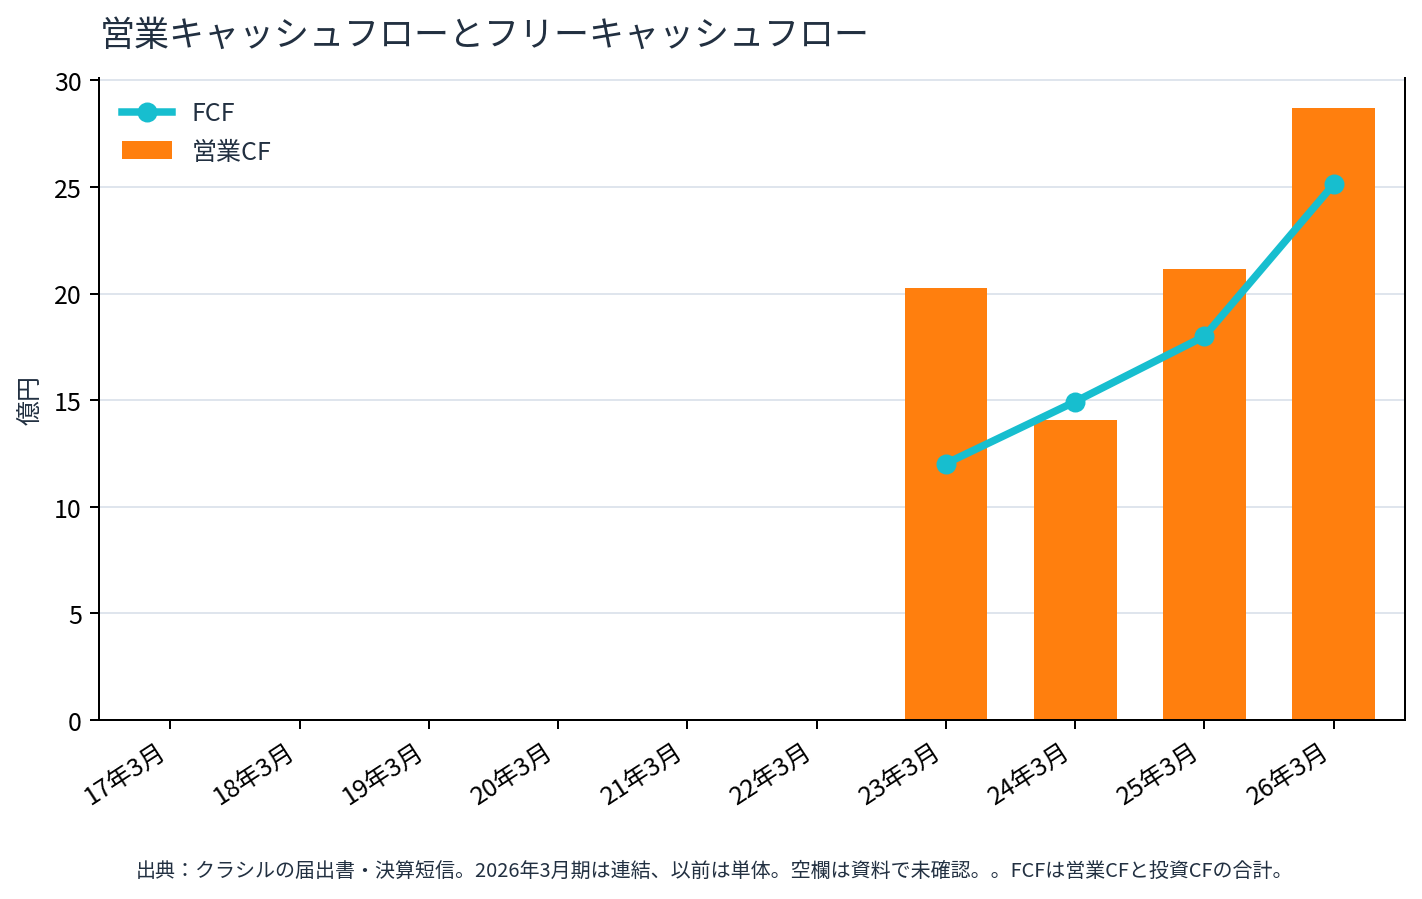 営業キャッシュフローとフリーキャッシュフロー
30
FCF
営業CF
25
20
15
億円
10
5
0
17年3月
18年3月
19年3月
20年3月
21年3月
22年3月
23年3月
24年3月
25年3月
26年3月
出典：クラシルの届出書・決算短信。2026年3月期は連結、以前は単体。空欄は資料で未確認。。FCFは営業CFと投資CFの合計。